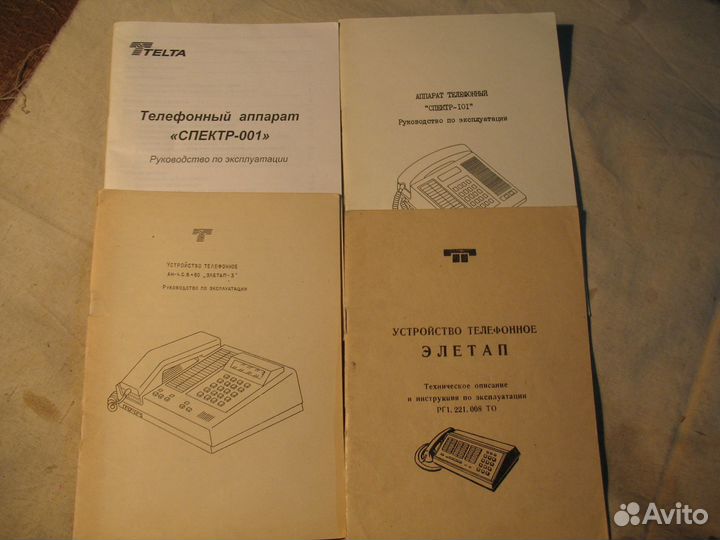 TELTA
Телефонный аппарат
«СПЕКТР-001»
Руководство по эксплуатации
АППАРАТ ТЕЛЕФОННЫЙ
"СПЕКТР-101"
Руководство по эксплуатации
УСТРОЙСТВО ТЕЛЕФОННОЕ
„ЭЛЕТАП-3"
РУКОВОДСТВО ПО ЭКСПЛУАТАЦИИ
УСТРОЙСТВО ТЕЛЕФОННОЕ
ЭЛЕТАП
Техническое описание
и инструкция по эксплуатации
РГ1.221.008 ТО
Avito